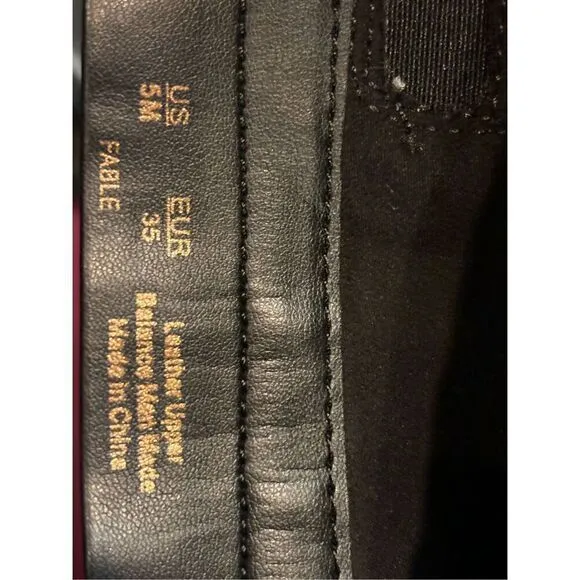 US EUR
5M 35
FABLE
Leather Upper
Balance Man Made
Made in China